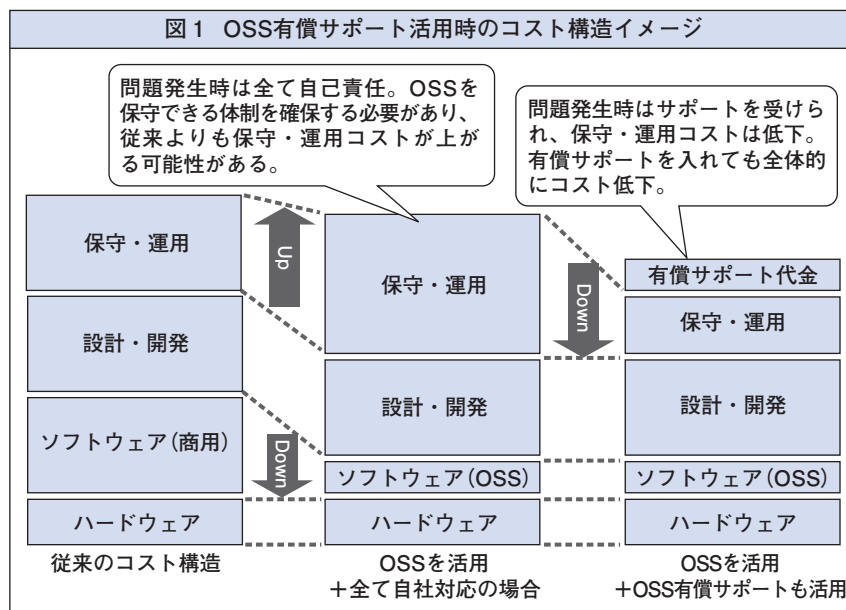 図1 OSS有償サポート活用時のコスト構造イメージ
問題発生時は全て自己責任。OSSを
保守できる体制を確保する必要があり、
従来よりも保守・運用コストが上が
る可能性がある。
問題発生時はサポートを受けら
れ、保守・運用コストは低下。
有償サポートを入れても全体的
にコスト低下。
保守・運用
設計・開発
ソフトウェア(商用)
ハードウェア
従来のコスト構造
Up
Down
保守・運用
設計・開発
ソフトウェア(OSS)
ハードウェア
OSSを活用
＋全て自社対応の場合
Down
有償サポート代金
保守・運用
設計・開発
ソフトウェア(OSS)
ハードウェア
OSSを活用
＋OSS有償サポートも活用